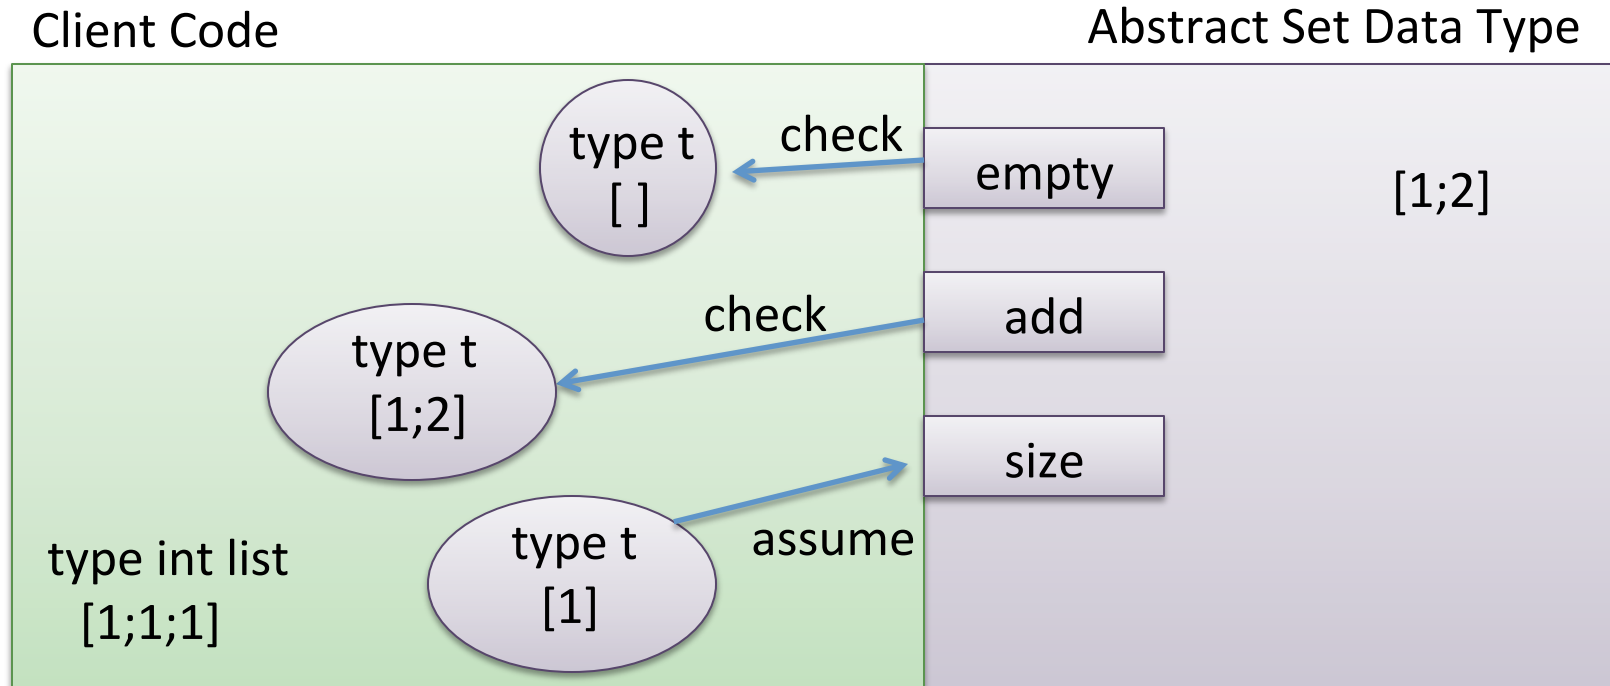 Client Code
Abstract Set Data Type
type t
[ ]
check
empty
[1;2]
type t
[1;2]
check
add
type t
[1]
assume
size
type int list
[1;1;1]